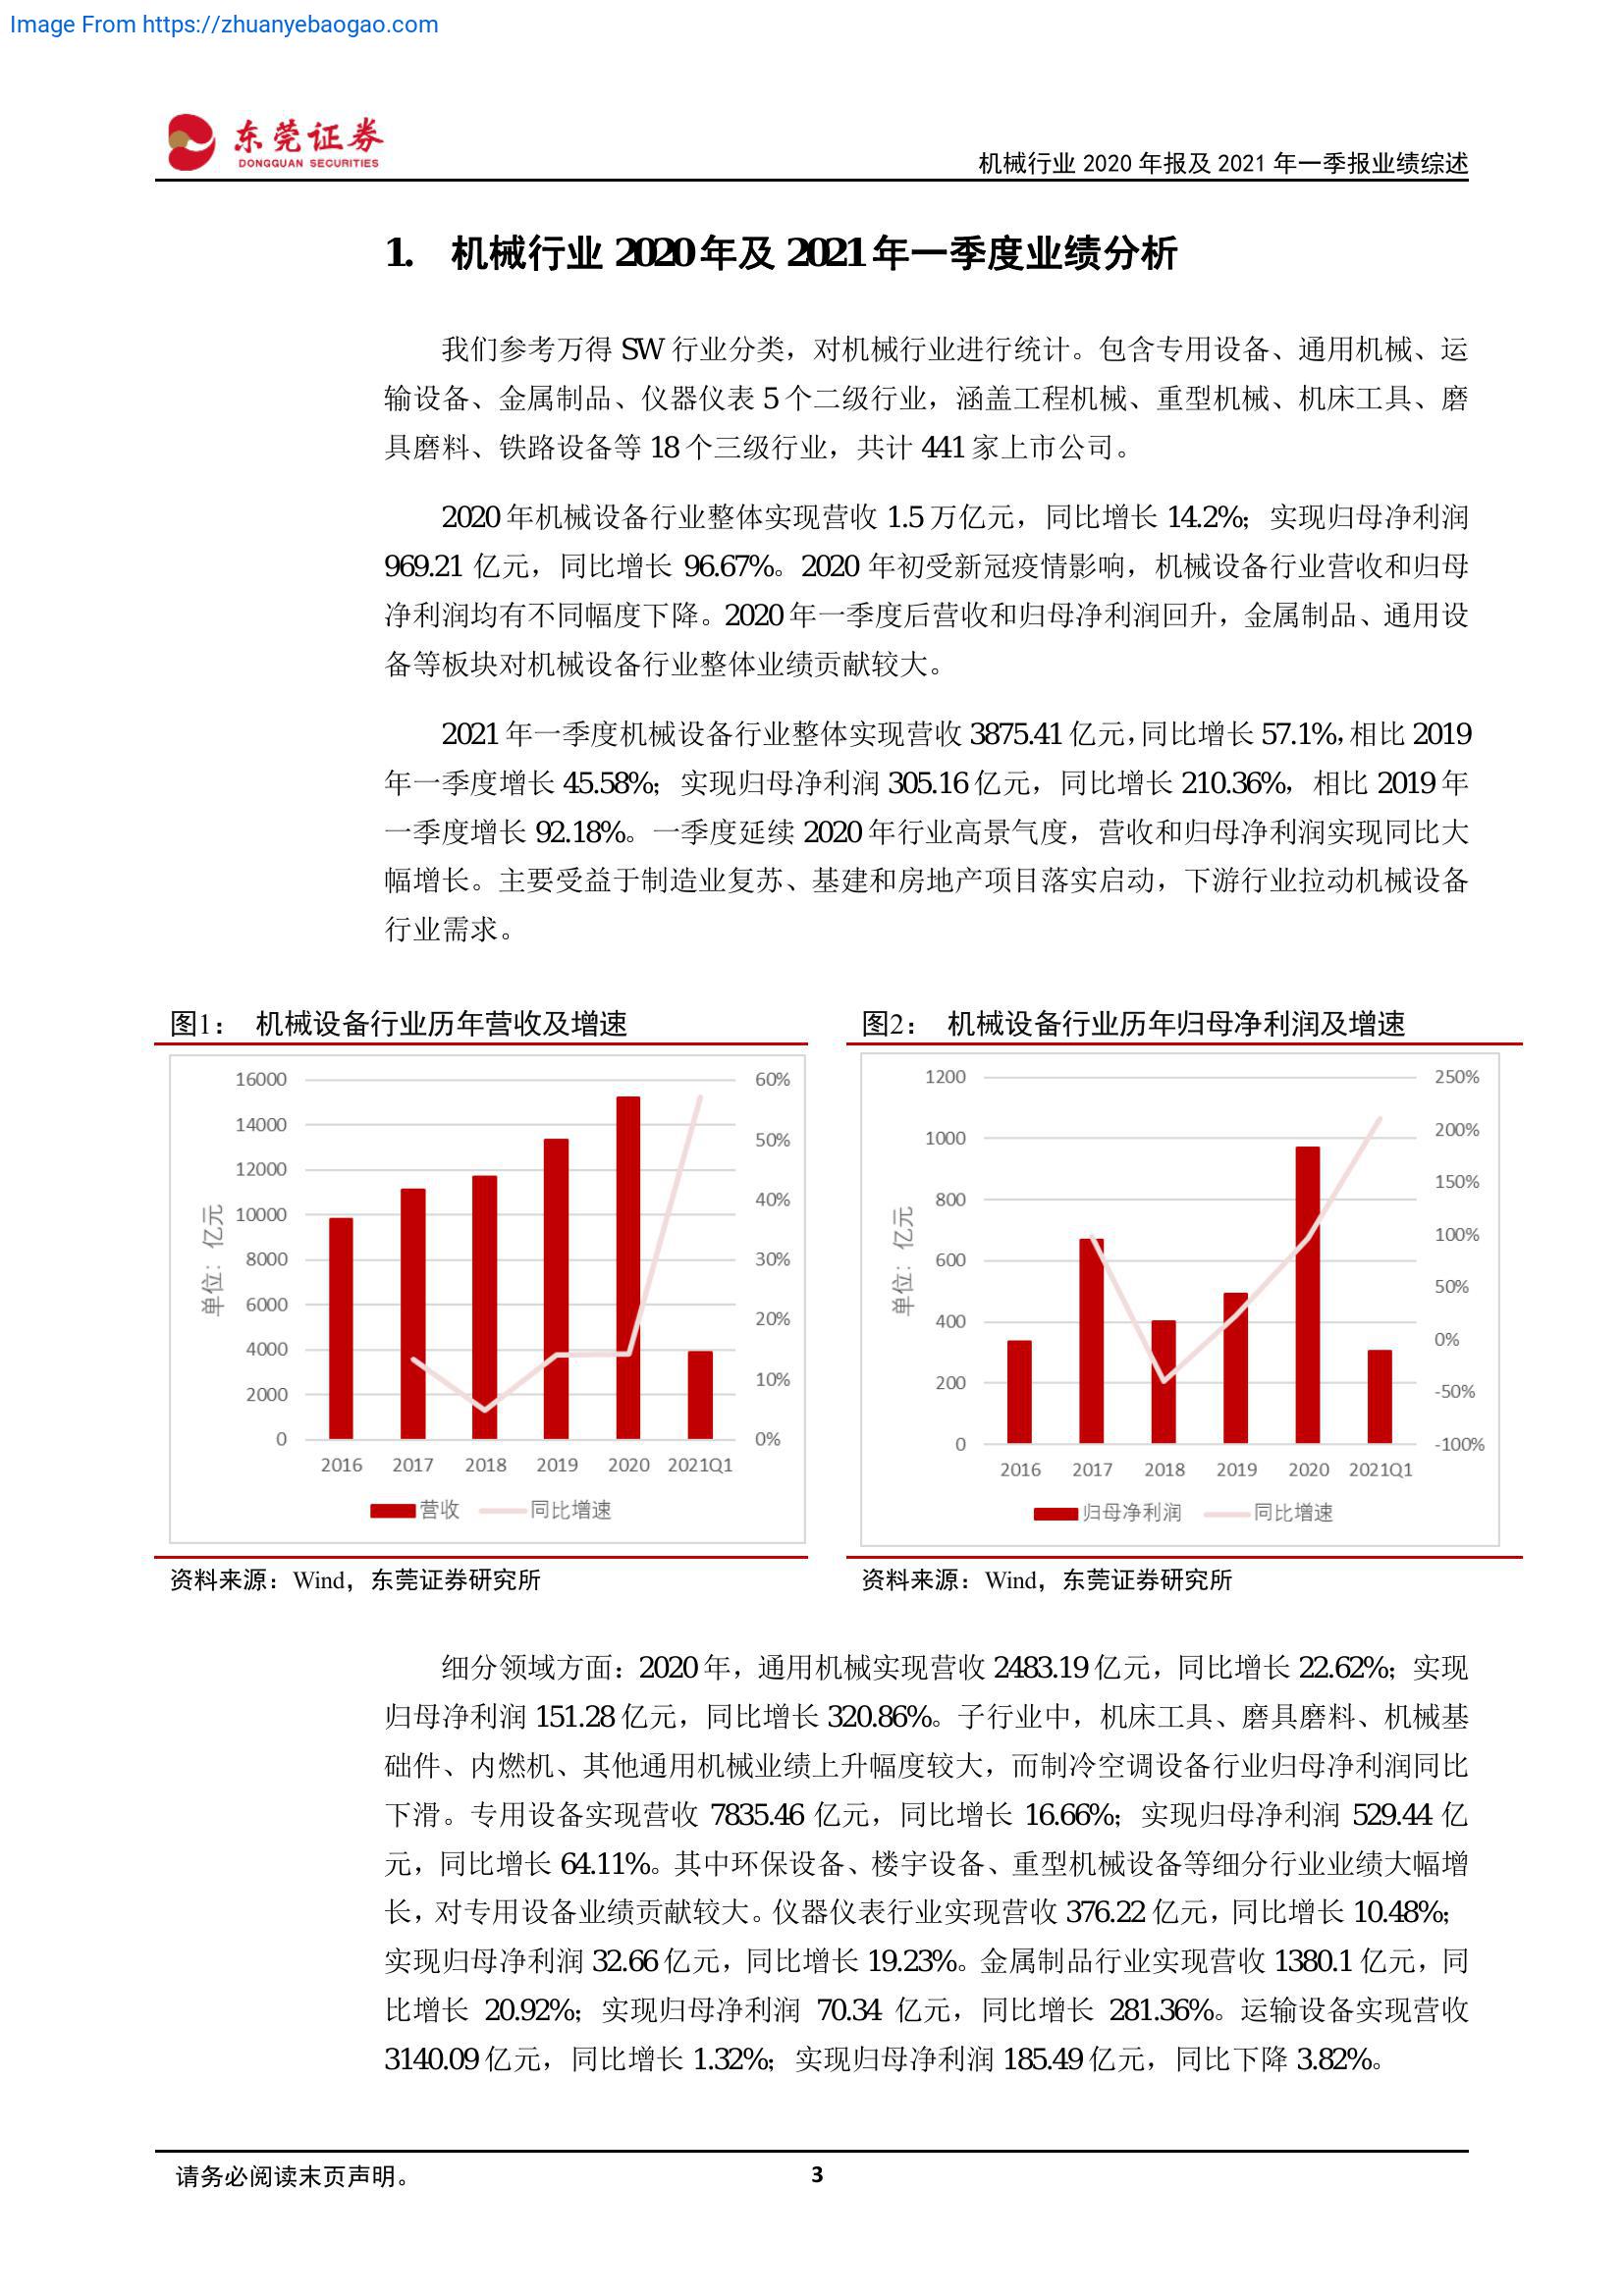 Image From https://zhuanyebaogao.com
东莞证券
DONGGUAN SECURITIES
机械行业 2020 年报及 2021 年一季报业绩综述
1. 机械行业 2020 年及 2021 年一季度业绩分析
我们参考万得 SW 行业分类，对机械行业进行统计。包含专用设备、通用机械、运
输设备、金属制品、仪器仪表 5 个二级行业，涵盖工程机械、重型机械、机床工具、磨
具磨料、铁路设备等 18 个三级行业，共计 441 家上市公司。
2020 年机械设备行业整体实现营收 1.5 万亿元，同比增长 14.2%；实现归母净利润
969.21 亿元，同比增长 96.67%。2020 年初受新冠疫情影响，机械设备行业营收和归母
净利润均有不同幅度下降。2020 年一季度后营收和归母净利润回升，金属制品、通用设
备等板块对机械设备行业整体业绩贡献较大。
2021 年一季度机械设备行业整体实现营收 3875.41 亿元，同比增长 57.1%，相比 2019
年一季度增长 45.58%；实现归母净利润 305.16 亿元，同比增长 210.36%，相比 2019 年
一季度增长 92.18%。一季度延续 2020 年行业高景气度，营收和归母净利润实现同比大
幅增长。主要受益于制造业复苏、基建和房地产项目落实启动，下游行业拉动机械设备
行业需求。
图1： 机械设备行业历年营收及增速
16000
14000
12000
10000
8000
6000
4000
2000
0
单位：亿元
60%
50%
40%
30%
20%
10%
0%
2016 2017 2018 2019 2020 2021Q1
营收 同比增速
资料来源：Wind，东莞证券研究所
图2： 机械设备行业历年归母净利润及增速
1200
1000
800
600
400
200
0
单位：亿元
250%
200%
150%
100%
50%
0%
-50%
-100%
2016 2017 2018 2019 2020 2021Q1
归母净利润 同比增速
资料来源：Wind，东莞证券研究所
细分领域方面：2020 年，通用机械实现营收 2483.19 亿元，同比增长 22.62%；实现
归母净利润 151.28 亿元，同比增长 320.86%。子行业中，机床工具、磨具磨料、机械基
础件、内燃机、其他通用机械业绩上升幅度较大，而制冷空调设备行业归母净利润同比
下滑。专用设备实现营收 7835.46 亿元，同比增长 16.66%；实现归母净利润 529.44 亿
元，同比增长 64.11%。其中环保设备、楼宇设备、重型机械设备等细分行业业绩大幅增
长，对专用设备业绩贡献较大。仪器仪表行业实现营收 376.22 亿元，同比增长 10.48%；
实现归母净利润 32.66 亿元，同比增长 19.23%。金属制品行业实现营收 1380.1 亿元，同
比增长 20.92%；实现归母净利润 70.34 亿元，同比增长 281.36%。运输设备实现营收
3140.09 亿元，同比增长 1.32%；实现归母净利润 185.49 亿元，同比下降 3.82%。
请务必阅读末页声明。
3